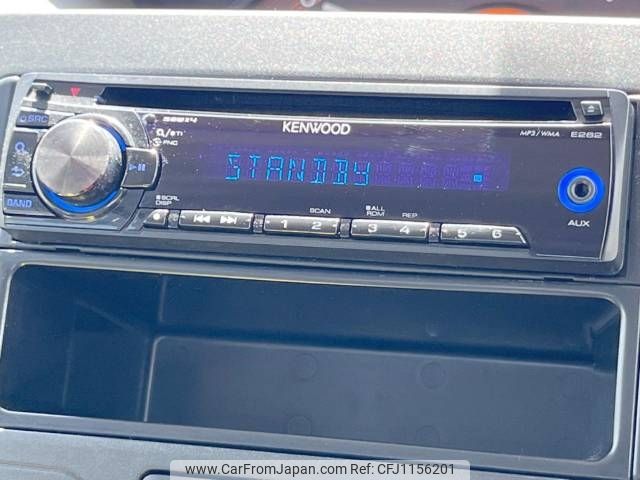 SRC
KENWOOD
MP3/WMA E262
STANDBY
BAND
SCRL
DISP
SCAN
ALL
RDM
REP
1 2 3 4 5 6
AUX
www.CarFromJapan.com - CFJ1156201